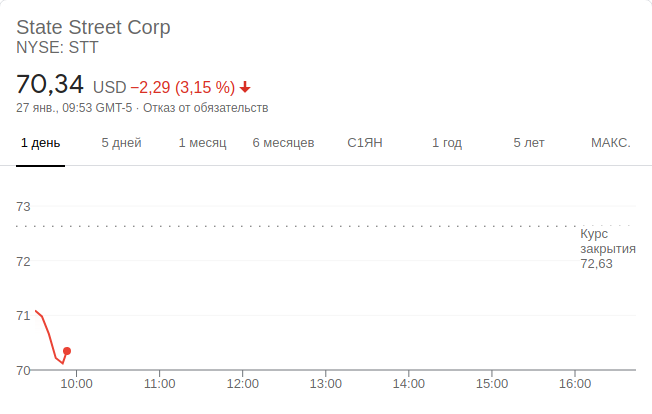 State Street Corp
NYSE: STT
70,34 USD −2,29 (3,15 %)
27 янв., 09:53 GMT-5 · Отказ от обязательств
1 день 5 дней 1 месяц 6 месяцев С1ЯН 1 год 5 лет МАКС.
73
Курс
закрытия
72,63
72
71
70
10:00 11:00 12:00 13:00 14:00 15:00 16:00